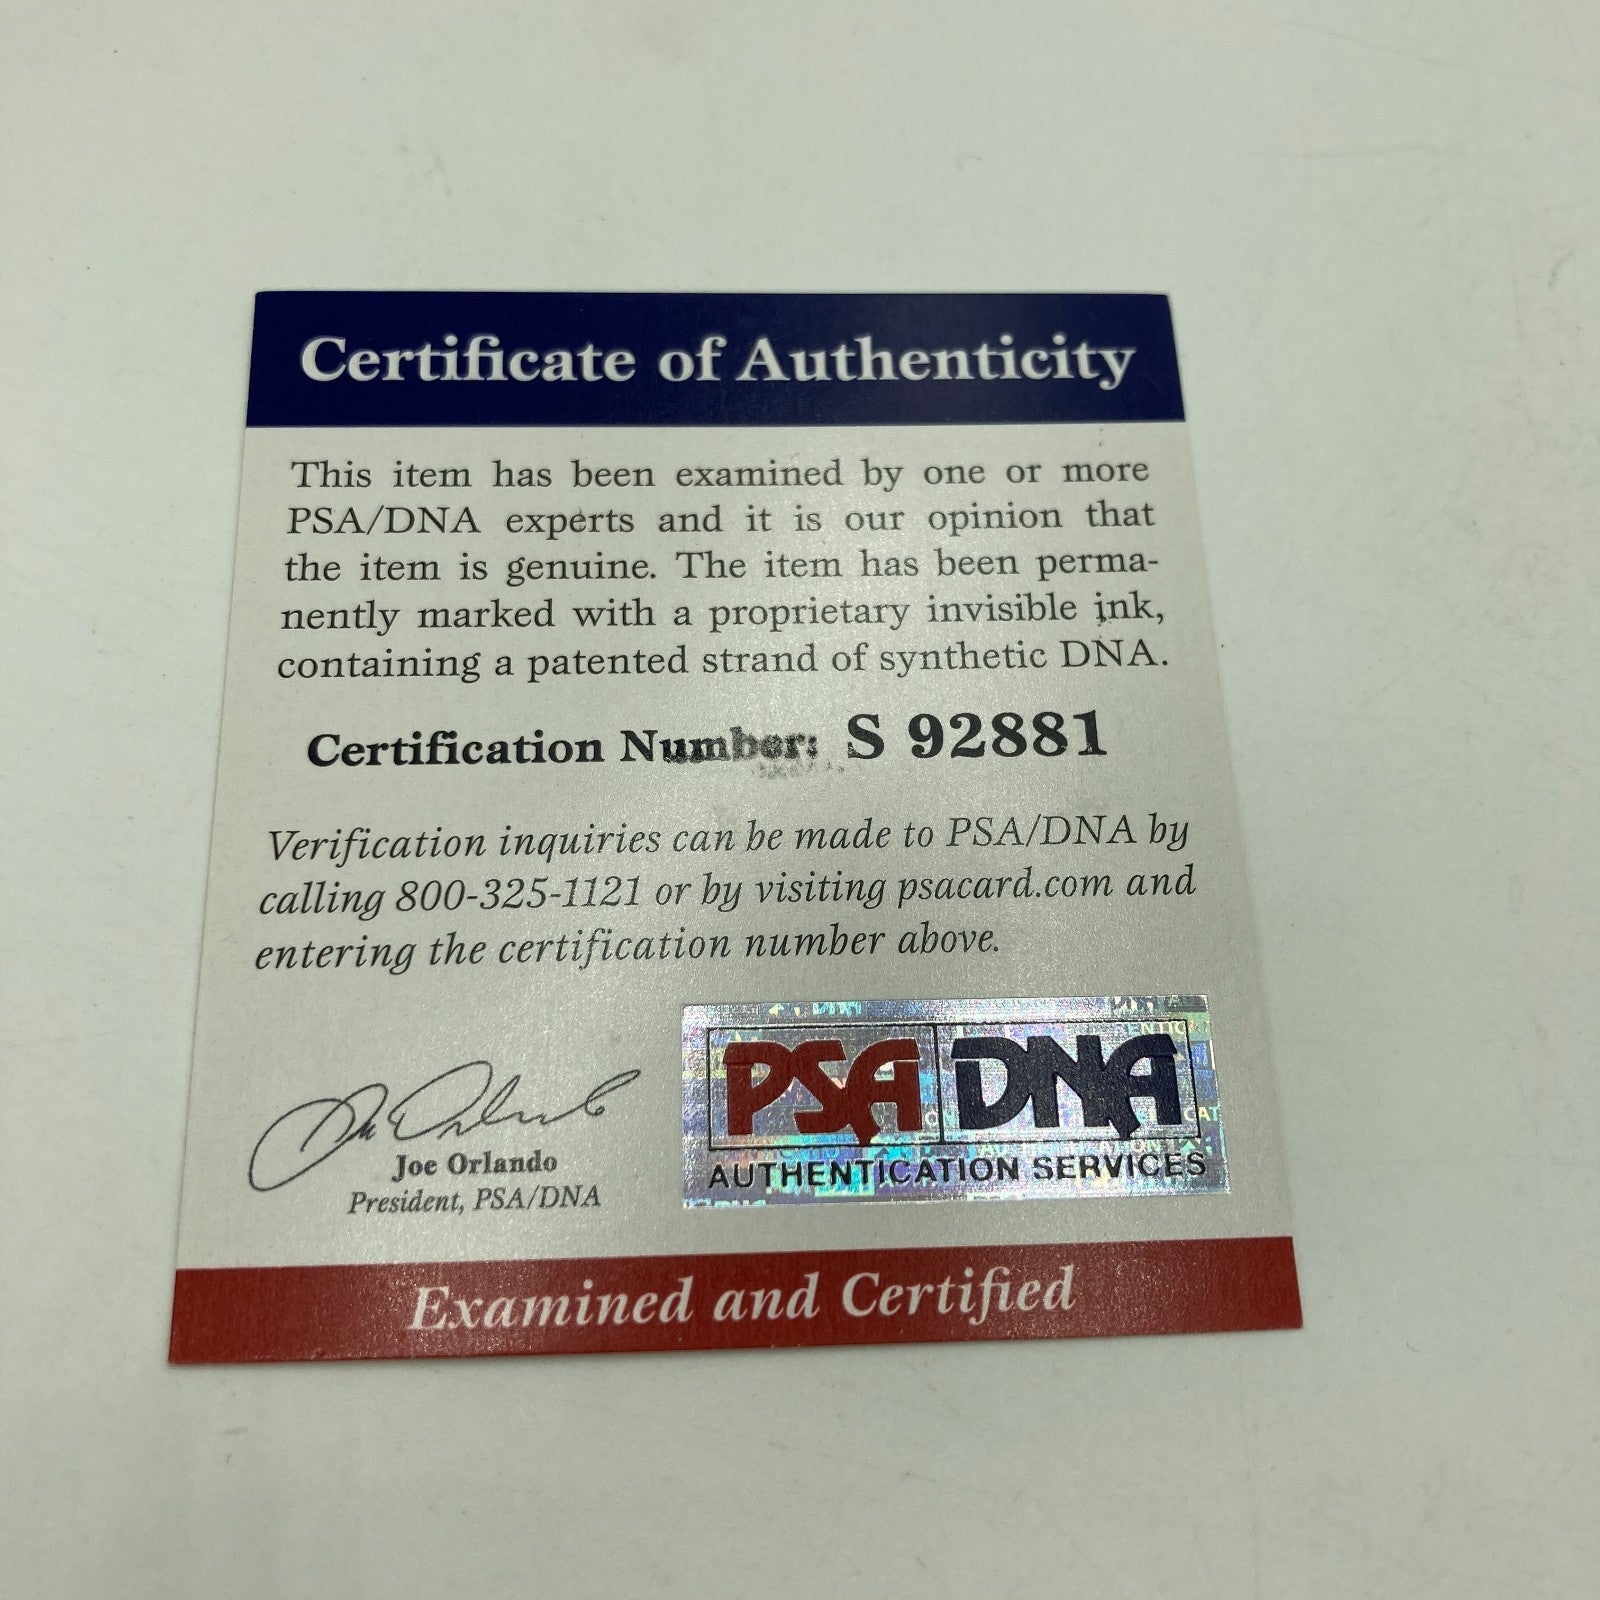 Certificate of Authenticity
This item has been examined by one or more
PSA/DNA experts and it is our opinion that
the item is genuine. The item has been perma-
nently marked with a proprietary invisible ink,
containing a patented strand of synthetic DNA.
Certification Number: S 92881
Verification inquiries can be made to PSA/DNA by
calling 800-325-1121 or by visiting psacard.com and
entering the certification number above.
Joe Orlando
President, PSA/DNA
PSA DNA
AUTHENTICATION SERVICES
Examined and Certified